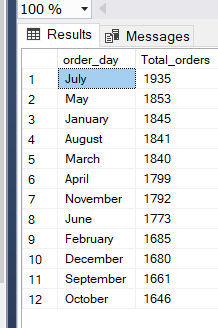 100 %
Results Messages
order_day Total_orders
1 July 1935
2 May 1853
3 January 1845
4 August 1841
5 March 1840
6 April 1799
7 November 1792
8 June 1773
9 February 1685
10 December 1680
11 September 1661
12 October 1646